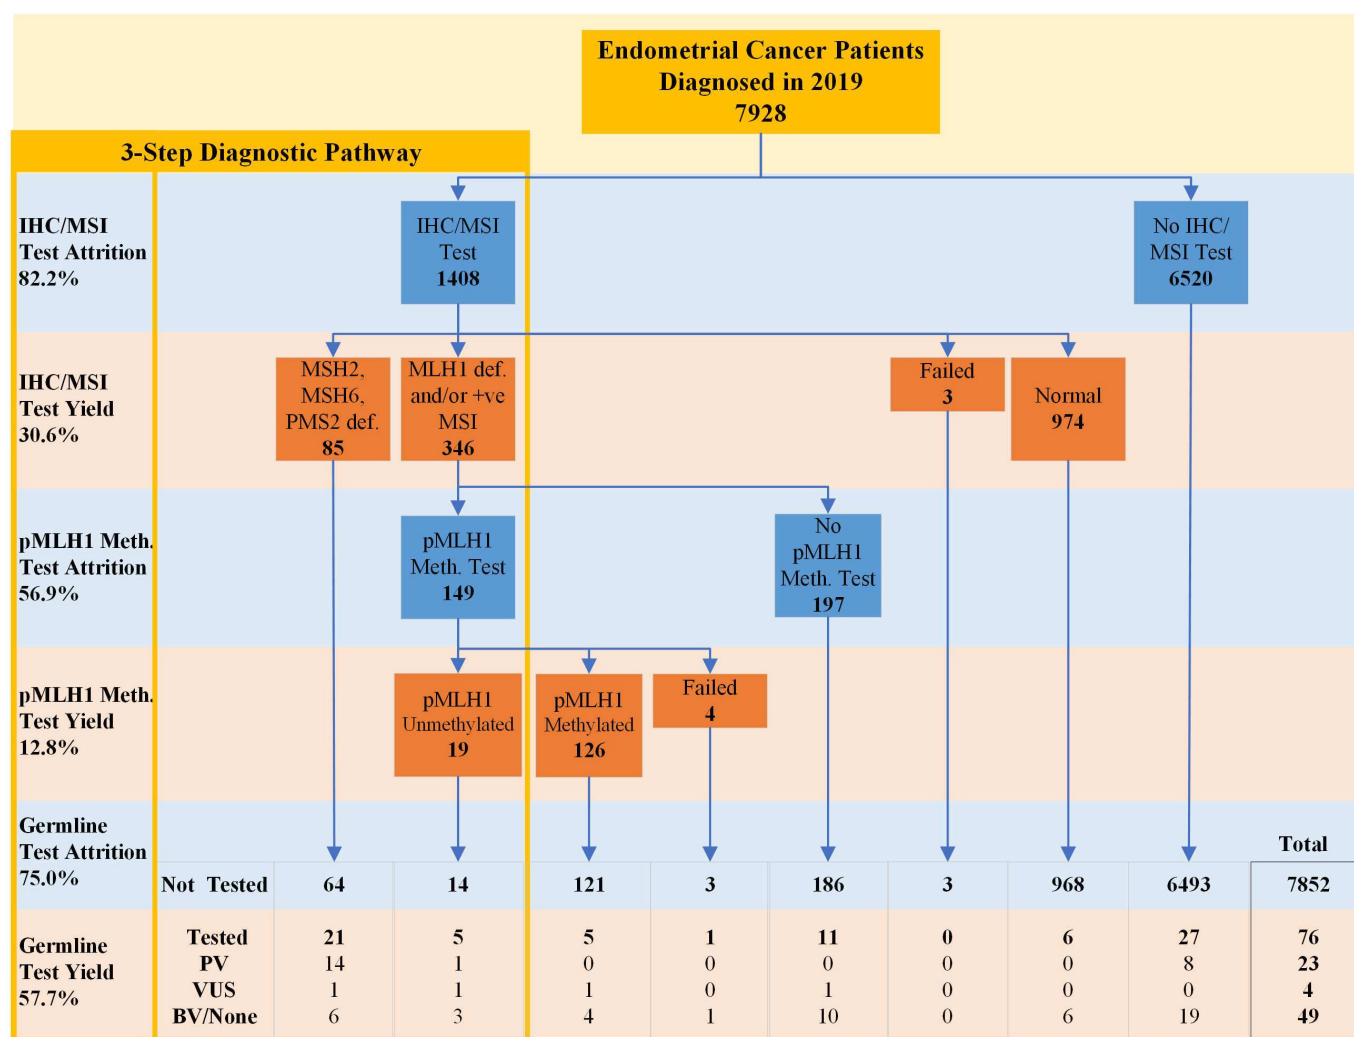 Endometrial Cancer Patients
Diagnosed in 2019
7928
3-Step Diagnostic Pathway
IHC/MSI
Test Attrition
82.2%
IHC/MSI
Test
1408
No IHC/
MSI Test
6520
IHC/MSI
Test Yield
30.6%
MSH2,
MSH6,
PMS2 def.
85
MLH1 def.
and/or +ve
MSI
346
Failed
3
Normal
974
pMLH1 Meth.
Test Attrition
56.9%
pMLH1
Meth. Test
149
No
pMLH1
Meth. Test
197
pMLH1 Meth.
Test Yield
12.8%
pMLH1
Unmethylated
19
pMLH1
Methylated
126
Failed
4
Germline
Test Attrition
75.0%
Total
Not Tested 64 14 121 3 186 3 968 6493 7852
Germline
Test Yield
57.7%
Tested 21 5 5 1 11 0 6 27 76
PV 14 1 0 0 0 0 0 8 23
VUS 1 1 1 0 1 0 0 0 4
BV/None 6 3 4 1 10 0 6 19 49